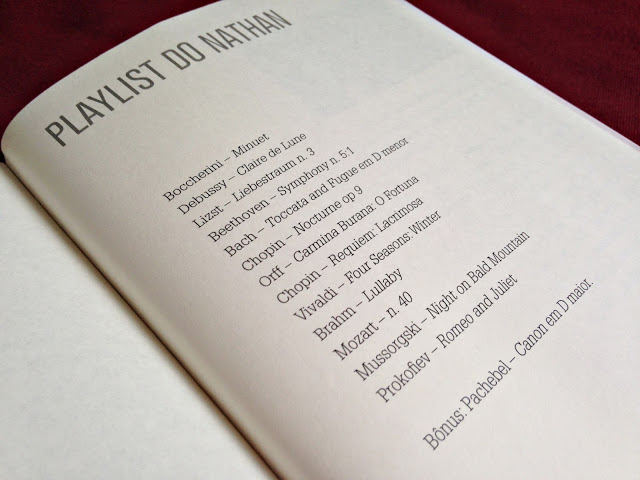 PLAYLIST DO NATHAN
Boccherini – Minuet
Debussy – Claire de Lune
Lizst – Liebestraum n. 3
Beethoven – Symphony n. 5:1
Bach – Toccata and Fugue em D menor
Chopin – Nocturne op 9
Orff – Carmina Burana: O Fortuna
Chopin – Requiem: Lacrimosa
Vivaldi – Four Seasons: Winter
Brahm – Lullaby
Mozart – n. 40
Mussorgski – Night on Bald Mountain
Prokofiev – Romeo and Juliet
Bônus: Pachebel – Canon em D maior.